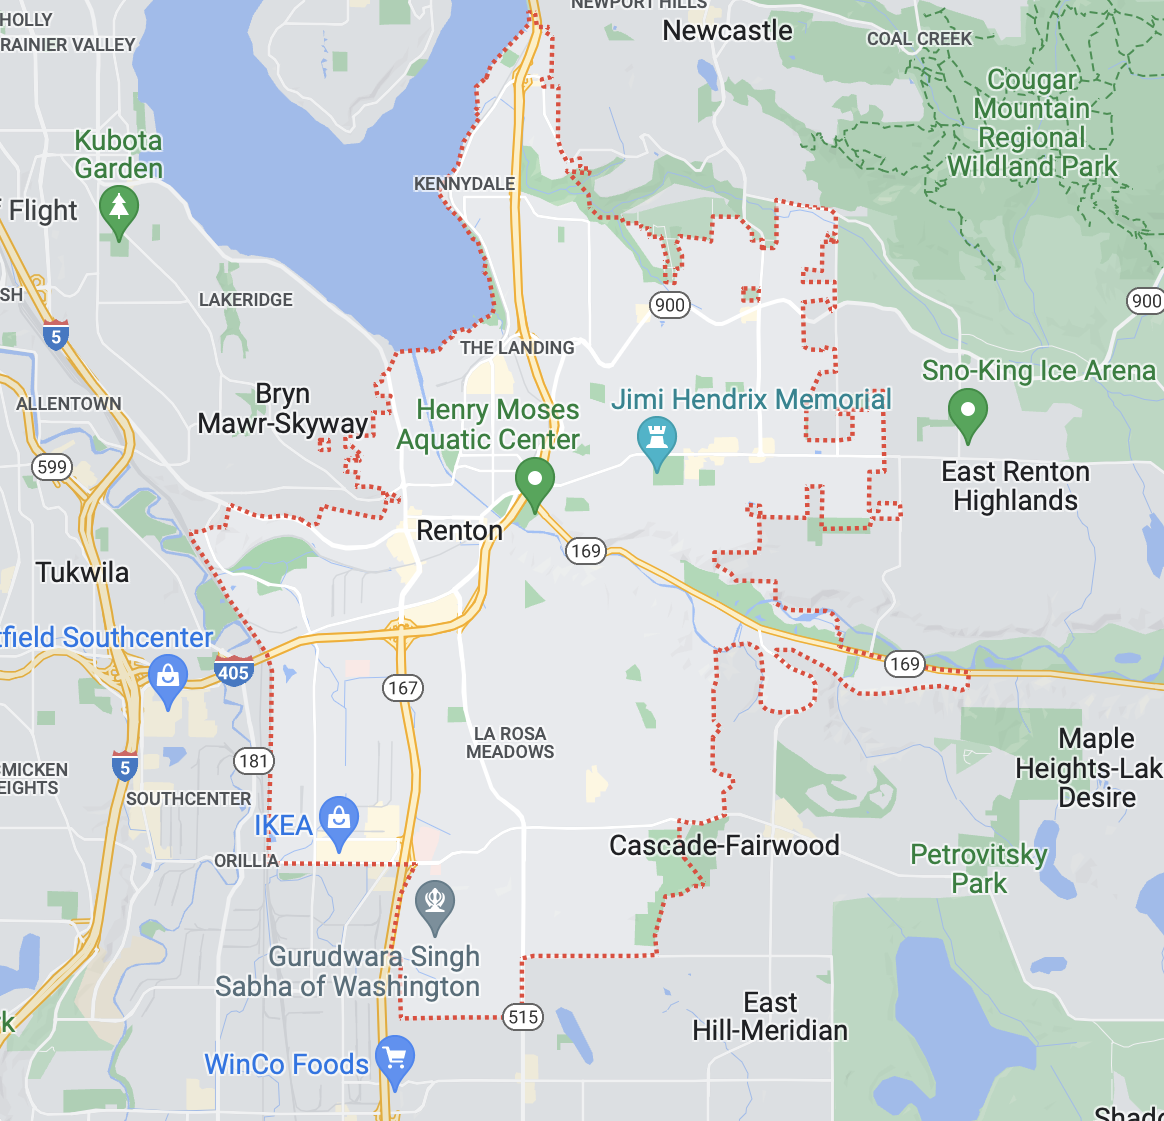 HOLLY
RAINIER VALLEY
NEWPORT HILLS
Newcastle
COAL CREEK
Cougar
Mountain
Regional
Wildland Park
Kubota
Garden
KENNYDALE
Flight
LAKERIDGE
SH
900
900
5
THE LANDING
Sno-King Ice Arena
ALLENTOWN
Bryn
Mawr-Skyway
Henry Moses
Aquatic Center
Jimi Hendrix Memorial
599
East Renton
Highlands
Renton
169
Tukwila
tfield Southcenter
405
169
167
181
LA ROSA
MEADOWS
5
MICKEN
EIGHTS
SOUTHCENTER
Maple
Heights-Lak
Desire
IKEA
ORILLIA
Cascade-Fairwood
Petrovitsky
Park
Gurudwara Singh
Sabha of Washington
515
East
Hill-Meridian
k
WinCo Foods
Shado